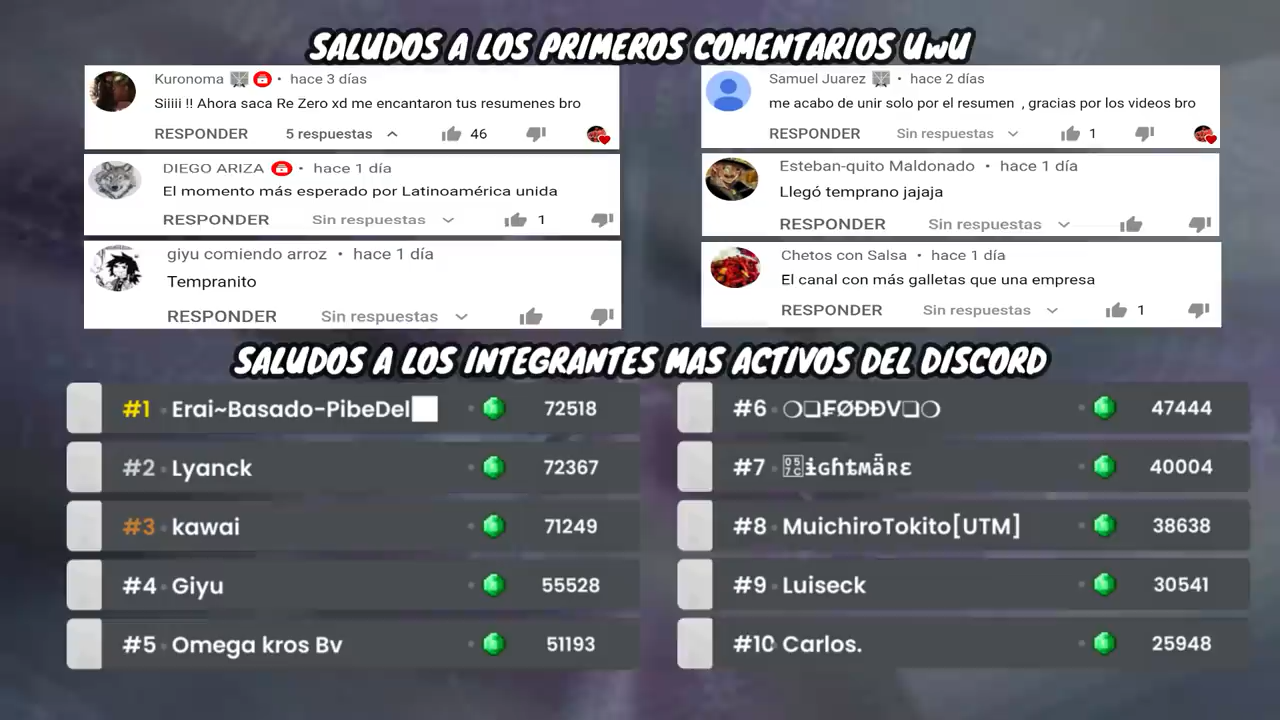 SALUDOS A LOS PRIMEROS COMENTARIOS UwU
Kuronoma • hace 3 días
Siiiii !! Ahora saca Re Zero xd me encantaron tus resumenes bro
RESPONDER 5 respuestas 46
DIEGO ARIZA • hace 1 día
El momento más esperado por Latinoamérica unida
RESPONDER Sin respuestas 1
giyu comiendo arroz • hace 1 día
Tempranito
RESPONDER Sin respuestas
Samuel Juarez • hace 2 días
me acabo de unir solo por el resumen , gracias por los videos bro
RESPONDER Sin respuestas 1
Esteban-quito Maldonado • hace 1 día
Llegó temprano jajaja
RESPONDER Sin respuestas
Chetos con Salsa • hace 1 día
El canal con más galletas que una empresa
RESPONDER Sin respuestas 1
SALUDOS A LOS INTEGRANTES MAS ACTIVOS DEL DISCORD
#1 • Erai~Basado-PibeDel • 72518
#2 • Lyanck • 72367
#3 • kawai • 71249
#4 • Giyu • 55528
#5 • Omega kros Bv • 51193
#6 • ❍❏₣ØĐĐV❏❍ • 47444
#7 • • 40004
#8 • MuichiroTokito[UTM] • 38638
#9 • Luiseck • 30541
#10 • Carlos. • 25948